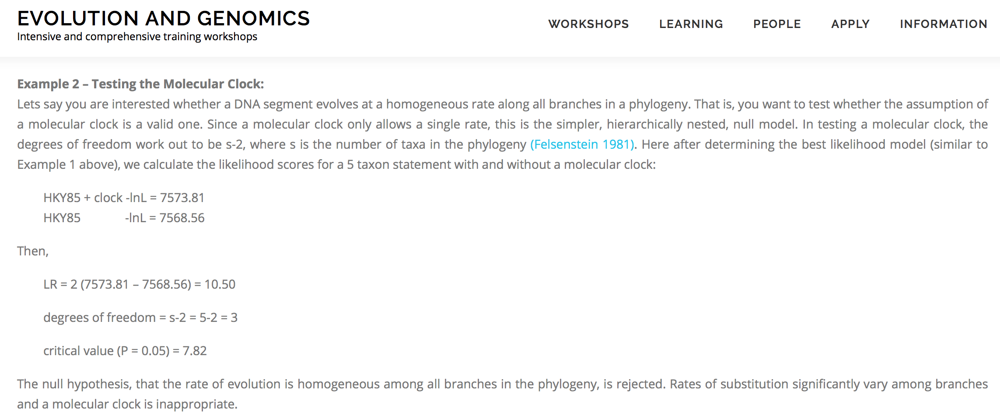 EVOLUTION AND GENOMICS
Intensive and comprehensive training workshops
WORKSHOPS LEARNING PEOPLE APPLY INFORMATION
Example 2 – Testing the Molecular Clock:
Lets say you are interested whether a DNA segment evolves at a homogeneous rate along all branches in a phylogeny. That is, you want to test whether the assumption of
a molecular clock is a valid one. Since a molecular clock only allows a single rate, this is the simpler, hierarchically nested, null model. In testing a molecular clock, the
degrees of freedom work out to be s-2, where s is the number of taxa in the phylogeny (Felsenstein 1981). Here after determining the best likelihood model (similar to
Example 1 above), we calculate the likelihood scores for a 5 taxon statement with and without a molecular clock:
HKY85 + clock -lnL = 7573.81
HKY85 -lnL = 7568.56
Then,
LR = 2 (7573.81 – 7568.56) = 10.50
degrees of freedom = s-2 = 5-2 = 3
critical value (P = 0.05) = 7.82
The null hypothesis, that the rate of evolution is homogeneous among all branches in the phylogeny, is rejected. Rates of substitution significantly vary among branches
and a molecular clock is inappropriate.